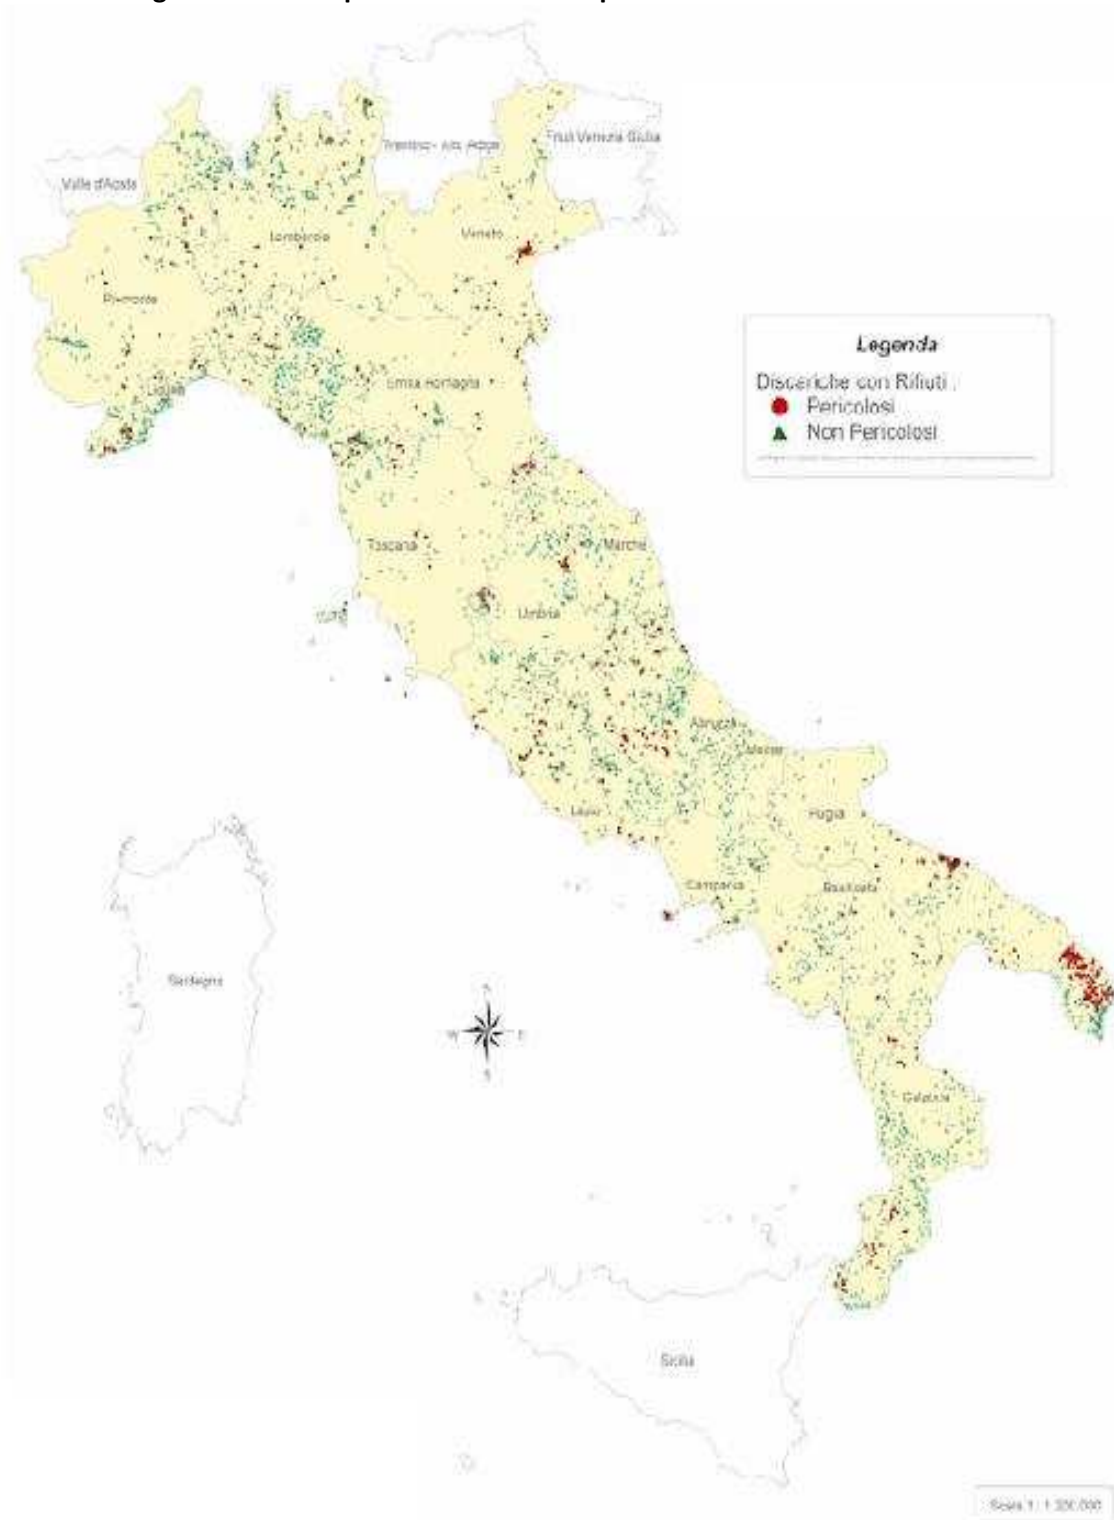 Friuli Venezia Giulia
Trentino - Alto Adige
Valle d'Aosta
Veneto
Lombardia
Piemonte
Legenda
Discariche con Rifiuti :
Pericolosi
Non Pericolosi
Emilia Romagna
Liguria
Toscana
Marche
Umbria
Abruzzo
Molise
Lazio
Puglia
Campania
Basilicata
Sardegna
W
E
S
Calabria
Sicilia